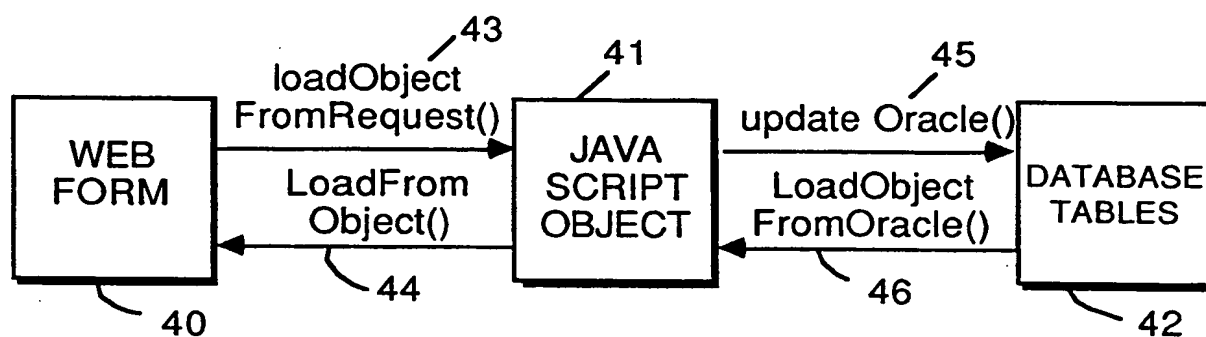 43
loadObject
FromRequest()
41
45
update Oracle()
WEB
FORM
JAVA
SCRIPT
OBJECT
DATABASE
TABLES
LoadFrom
Object()
LoadObject
FromOracle()
40
44
46
42